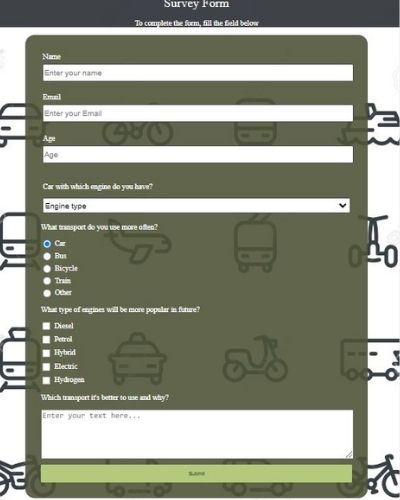 Survey Form
To complete the form, fill the field below
Name
Enter your name
Email
Enter your Email
Age
Age
Car with which engine do you have?
Engine type
What transport do you use more often?
Car
Bus
Bicycle
Train
Other
What type of engines will be more popular in future?
Diesel
Petrol
Hybrid
Electric
Hydrogen
Which transport it's better to use and why?
Enter your text here...
Submit